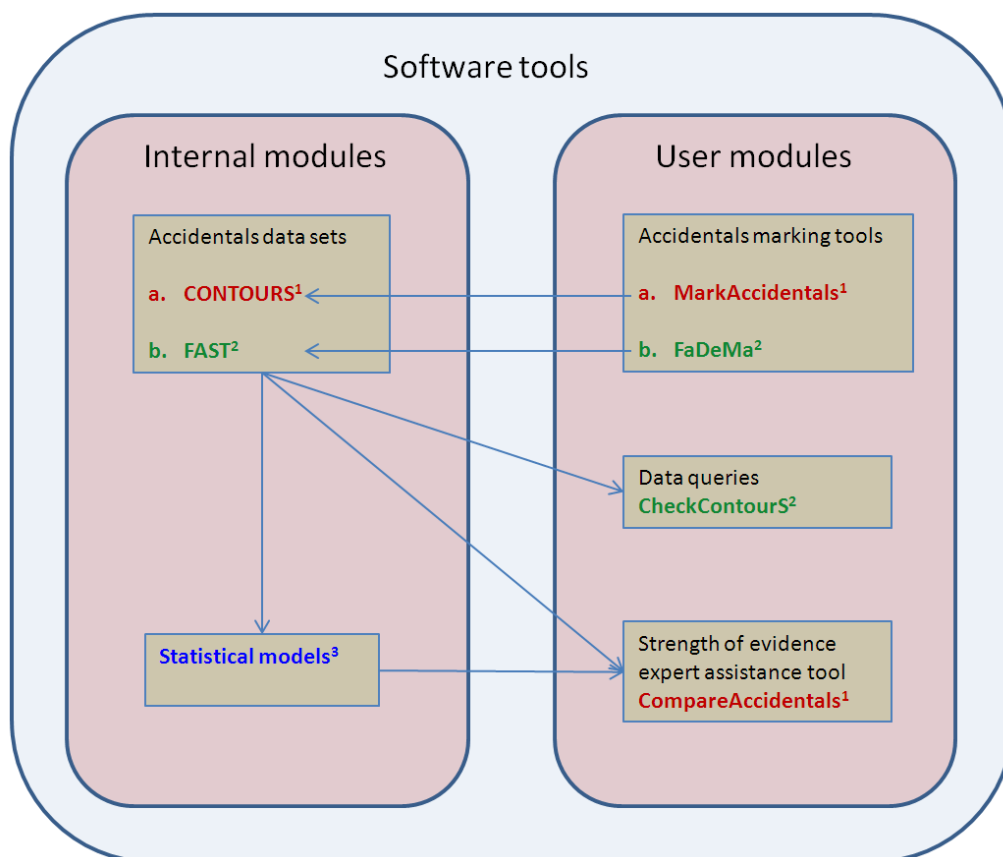 Software tools
Internal modules
Accidentals data sets
a. CONTOURS¹
b. FAST²
Statistical models³
User modules
Accidentals marking tools
a. MarkAccidentals¹
b. FaDeMa²
Data queries
CheckContourS²
Strength of evidence
expert assistance tool
CompareAccidentals¹